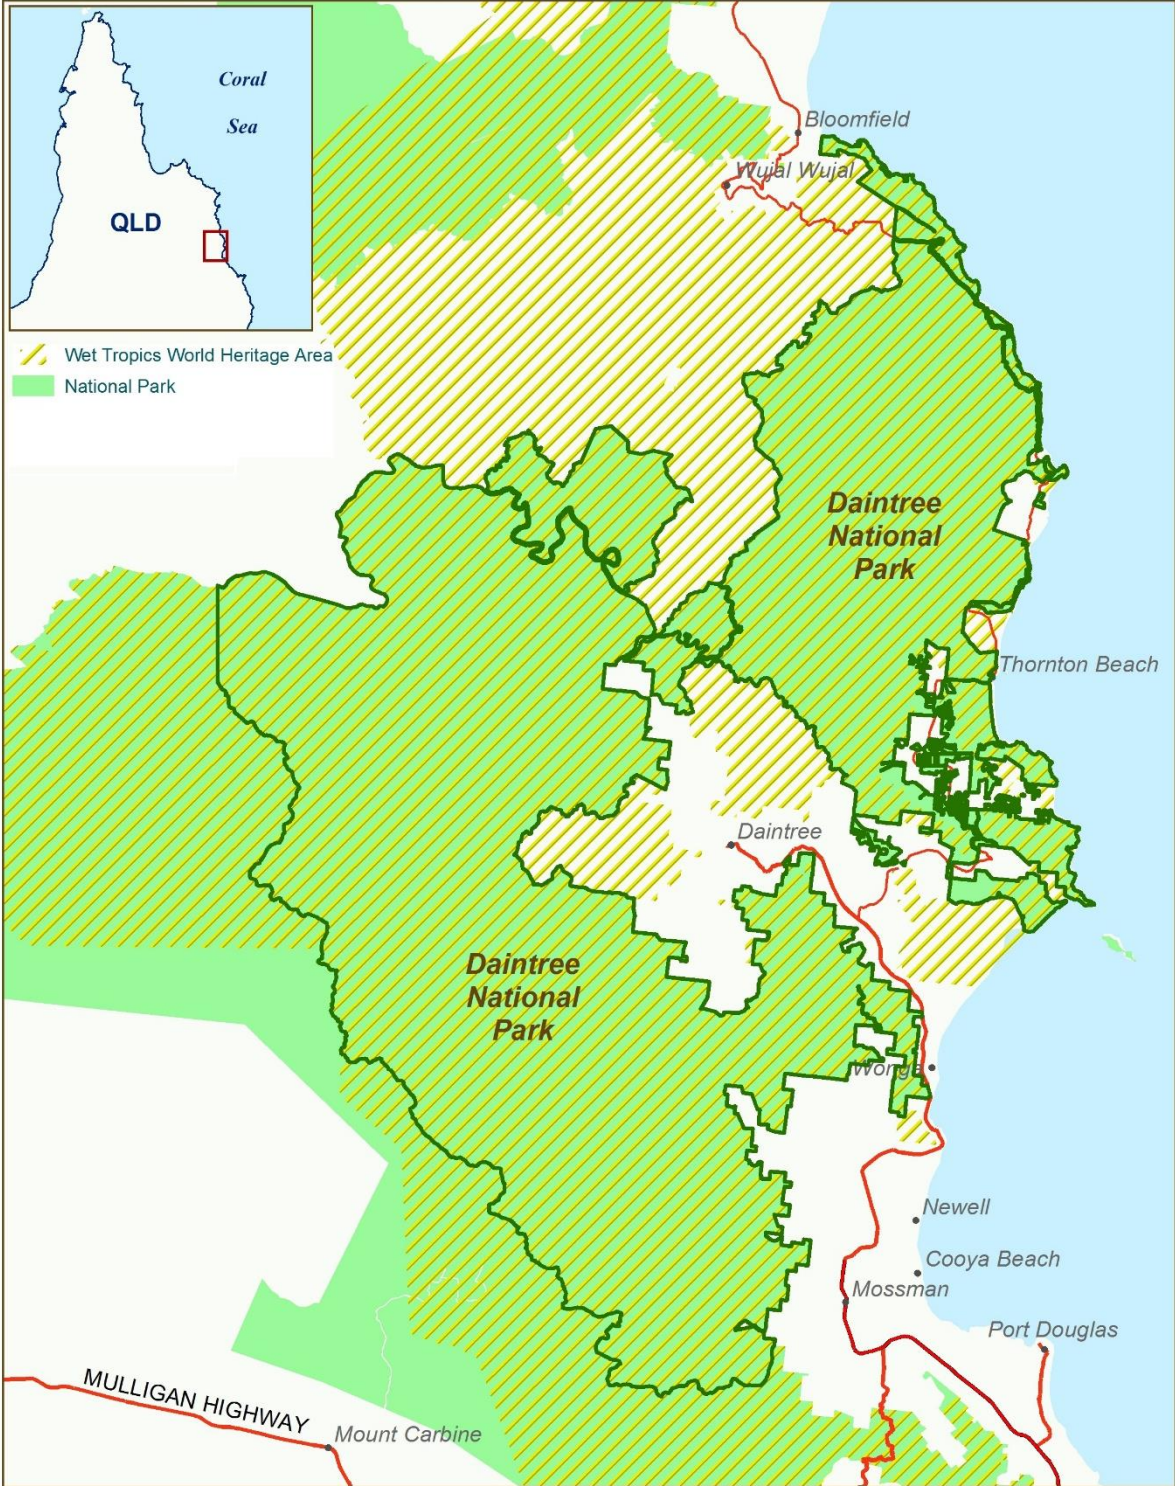 Coral
Sea
QLD
Wet Tropics World Heritage Area
National Park
Bloomfield
Wujal Wujal
Daintree
National
Park
Thornton Beach
Daintree
Daintree
National
Park
Wonga
Newell
Cooya Beach
Mossman
Port Douglas
MULLIGAN HIGHWAY
Mount Carbine